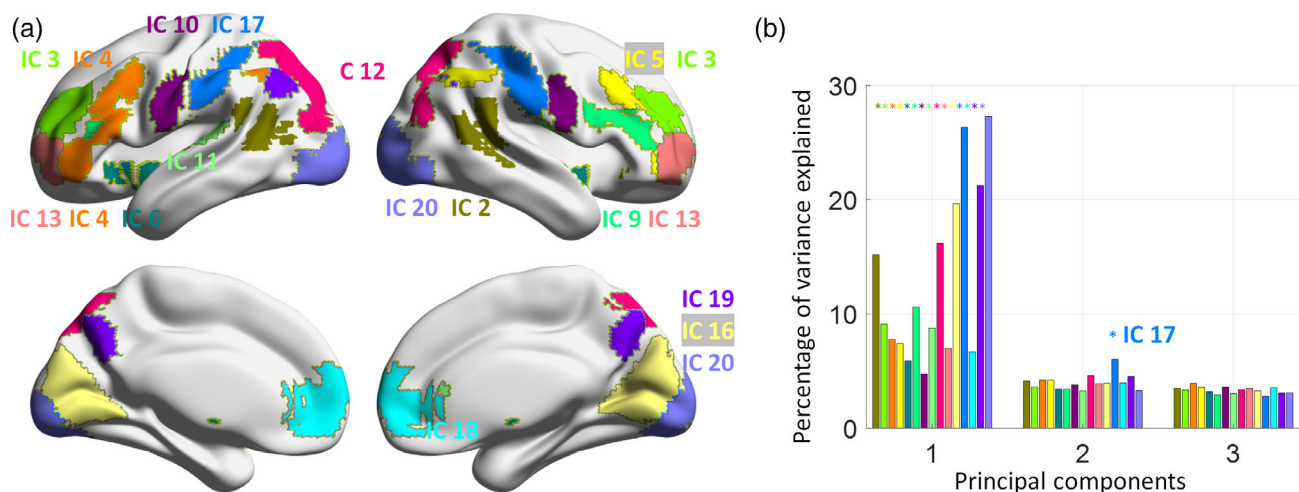 (a)
IC 10 IC 17
IC 3 IC 4
C 12
IC 5 IC 3
IC 11
IC 13 IC 4 IC 6
IC 20 IC 2
IC 9 IC 13
IC 19
IC 16
IC 20
IC 18
(b)
Percentage of variance explained
30
20
10
0
* * * * * * * * * * * * * * * *
* IC 17
1 2 3
Principal components